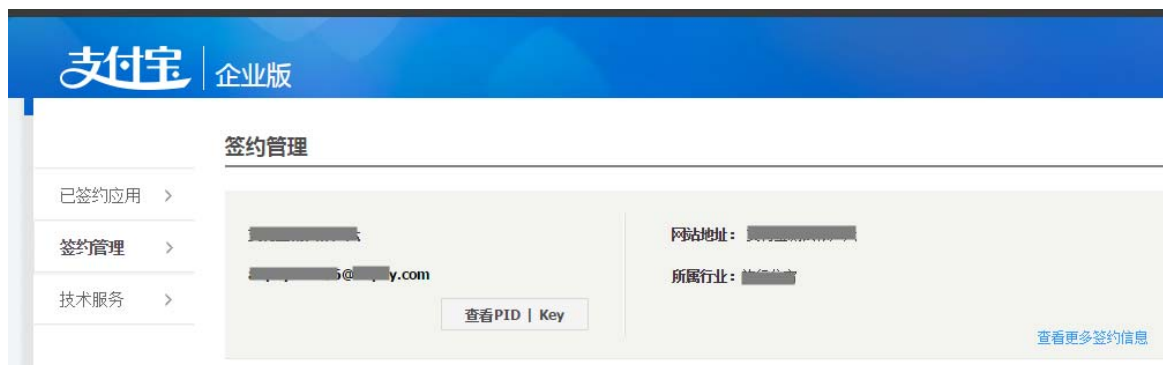 支付宝 企业版
签约管理
已签约应用 >
签约管理 >
技术服务 >
网站地址：
5@ y.com
所属行业：
查看PID | Key
查看更多签约信息